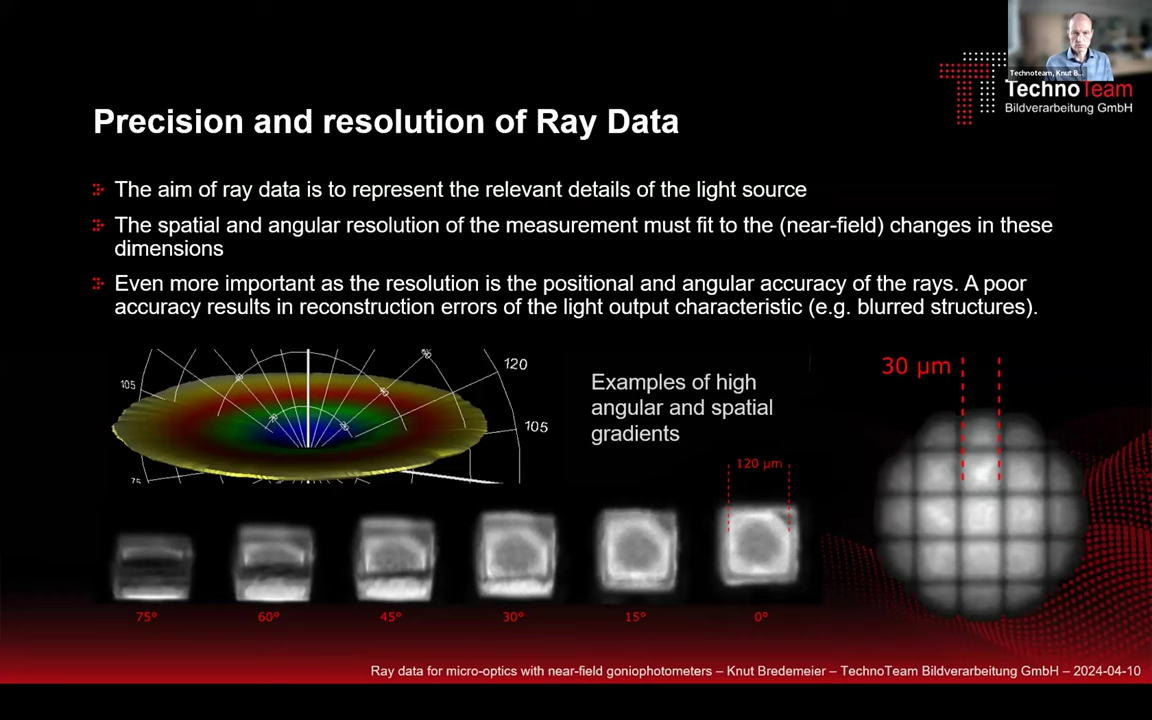 Technoteam, Knut B...
TechnoTeam
Bildverarbeitung GmbH
Precision and resolution of Ray Data
The aim of ray data is to represent the relevant details of the light source
The spatial and angular resolution of the measurement must fit to the (near-field) changes in these
dimensions
Even more important as the resolution is the positional and angular accuracy of the rays. A poor
accuracy results in reconstruction errors of the light output characteristic (e.g. blurred structures).
120
105
105
75
Examples of high
angular and spatial
gradients
30 µm
120 µm
75°
60°
45°
30°
15°
0°
Ray data for micro-optics with near-field goniophotometers – Knut Bredemeier – TechnoTeam Bildverarbeitung GmbH – 2024-04-10